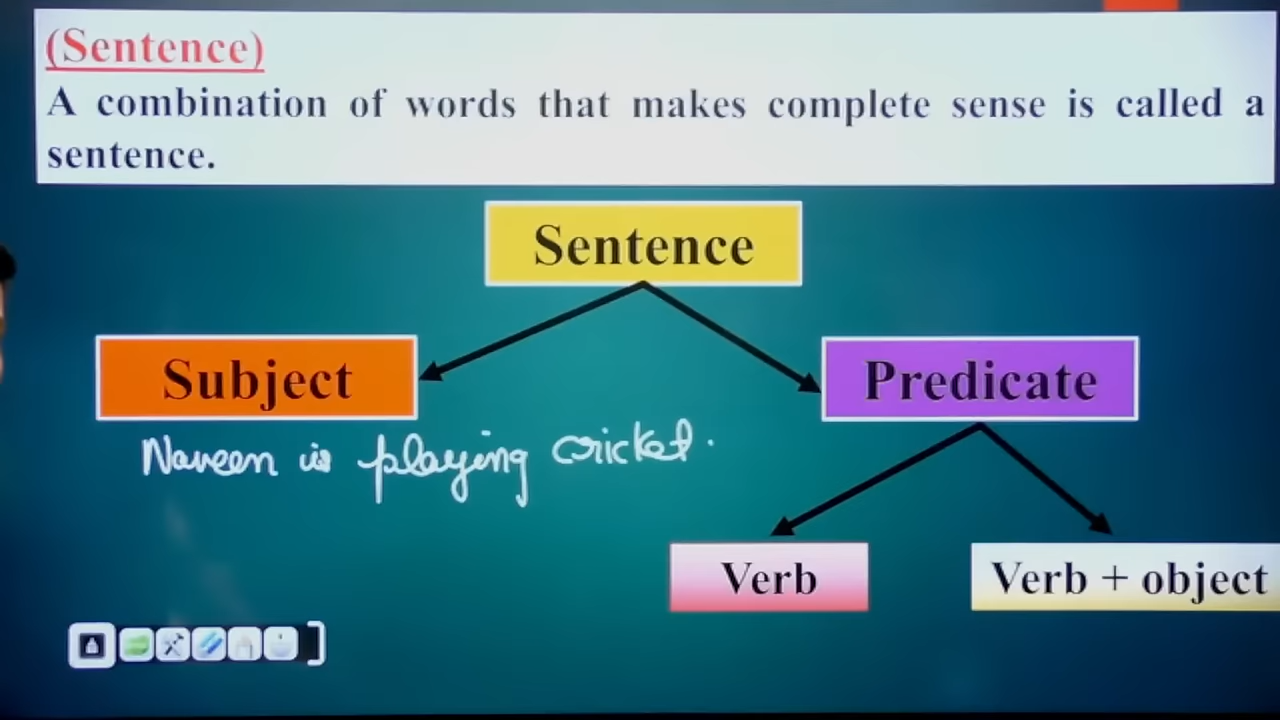 (Sentence)
A combination of words that makes complete sense is called a
sentence.
Sentence
Subject
Predicate
Naveen is playing cricket.
Verb
Verb + object